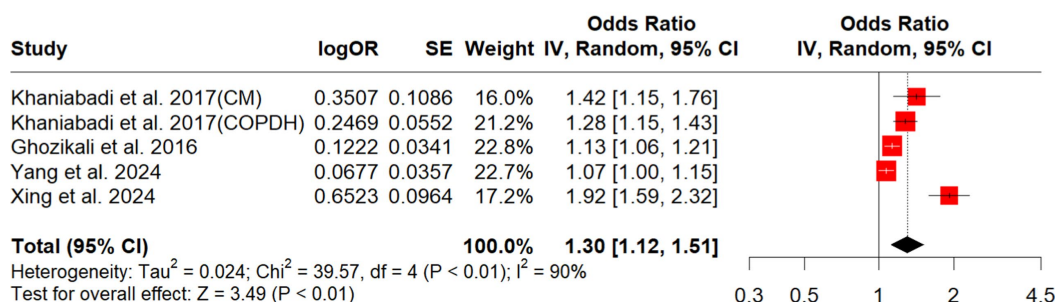 Odds Ratio Odds Ratio
Study logOR SE Weight IV, Random, 95% CI IV, Random, 95% CI
Khaniabadi et al. 2017(CM) 0.3507 0.1086 16.0% 1.42 [1.15, 1.76]
Khaniabadi et al. 2017(COPDH) 0.2469 0.0552 21.2% 1.28 [1.15, 1.43]
Ghozikali et al. 2016 0.1222 0.0341 22.8% 1.13 [1.06, 1.21]
Yang et al. 2024 0.0677 0.0357 22.7% 1.07 [1.00, 1.15]
Xing et al. 2024 0.6523 0.0964 17.2% 1.92 [1.59, 2.32]
Total (95% CI) 100.0% 1.30 [1.12, 1.51]
Heterogeneity: Tau² = 0.024; Chi² = 39.57, df = 4 (P < 0.01); I² = 90%
Test for overall effect: Z = 3.49 (P < 0.01)
0.3 0.5 1 2 4.5